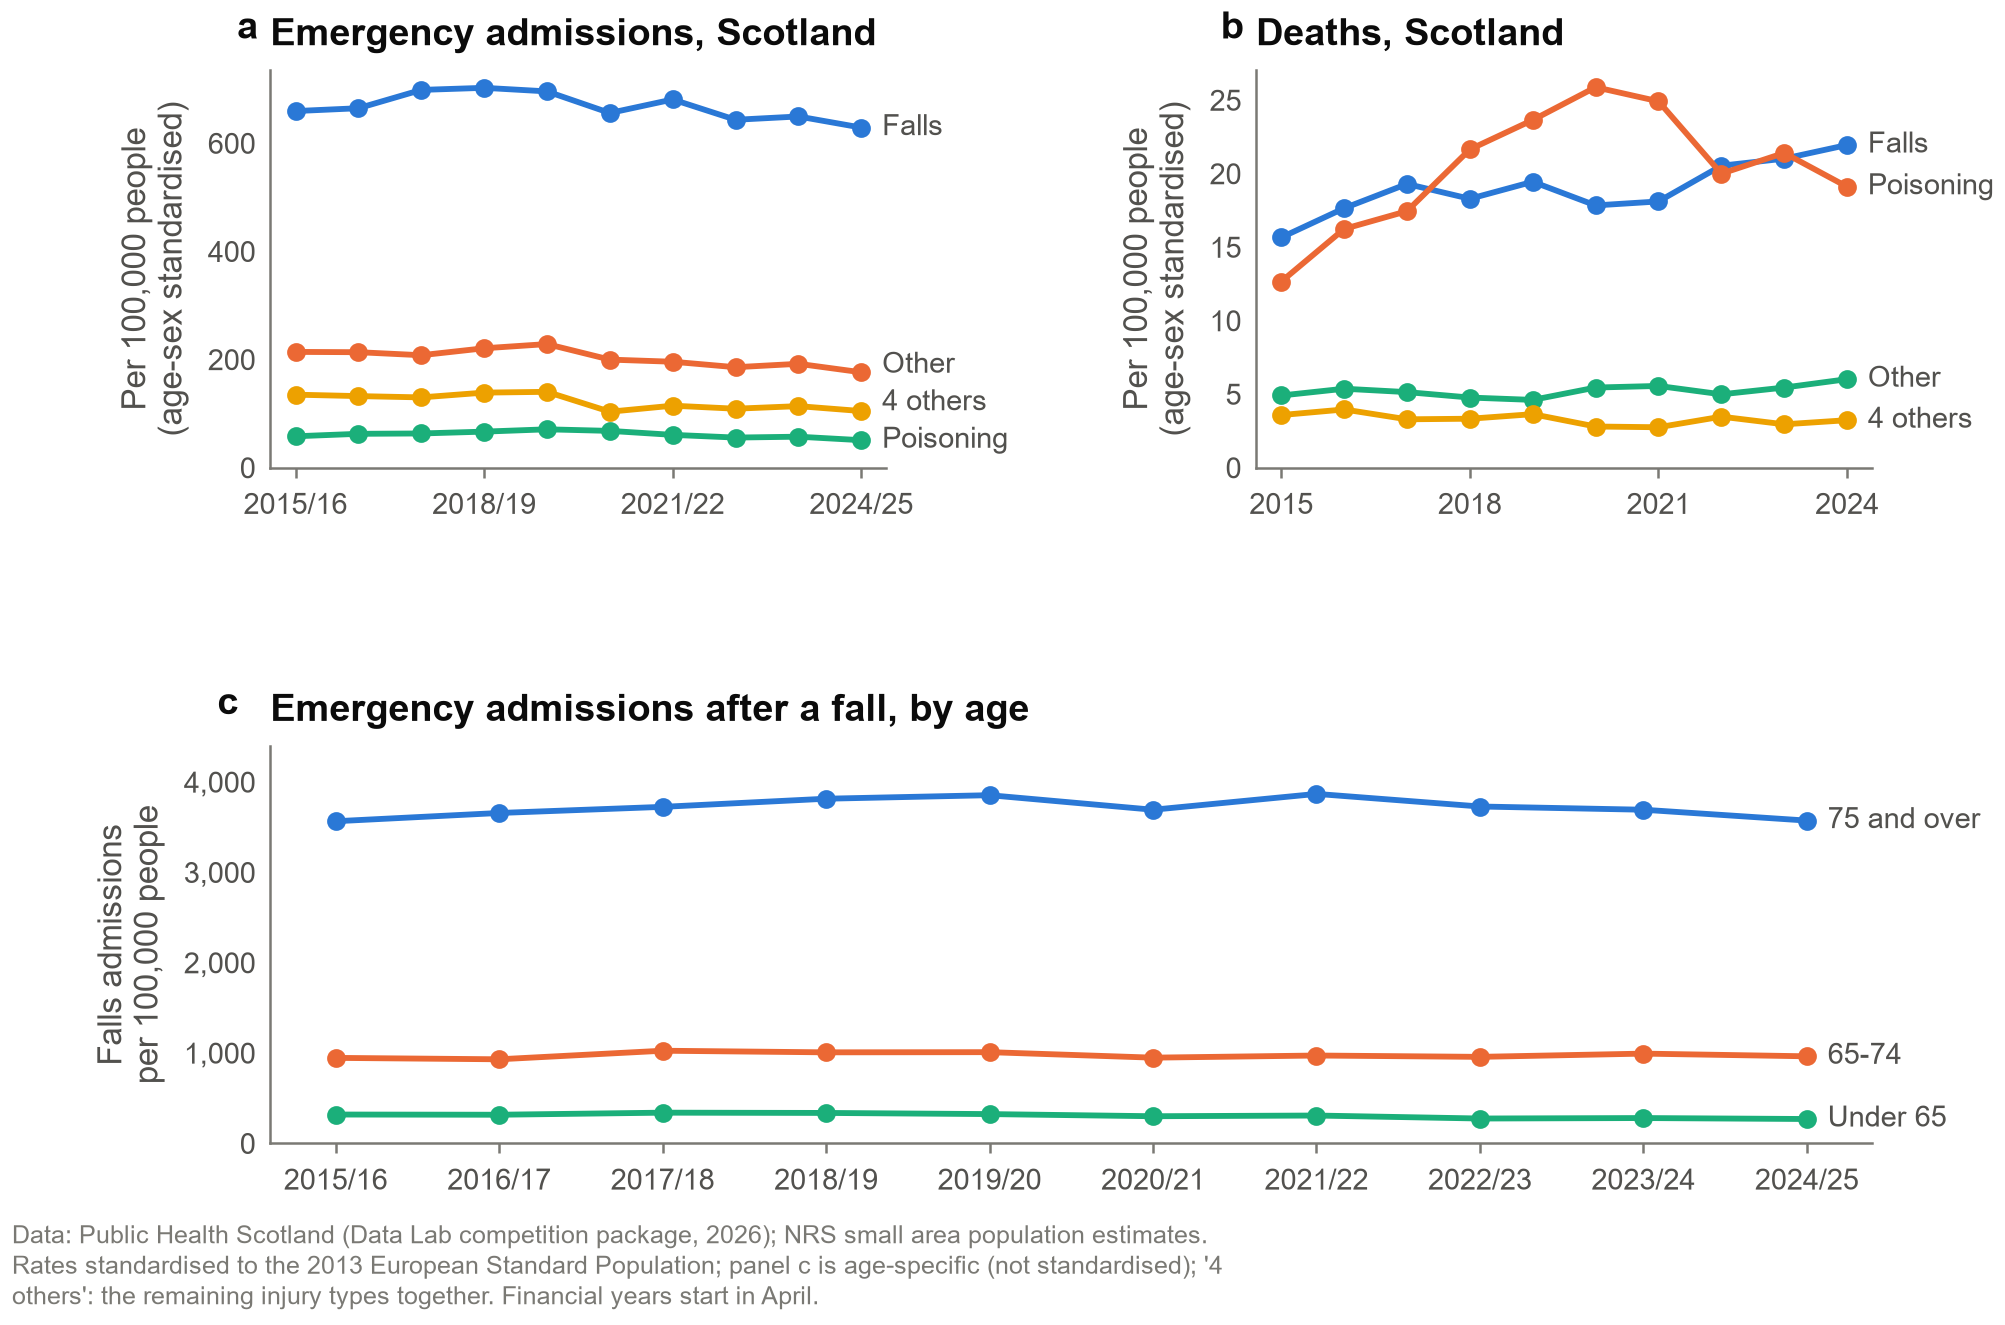 a Emergency admissions, Scotland
Per 100,000 people
(age-sex standardised)
600
400
200
0
2015/16
2018/19
2021/22
2024/25
Falls
Other
4 others
Poisoning
b Deaths, Scotland
Per 100,000 people
(age-sex standardised)
25
20
15
10
5
0
2015
2018
2021
2024
Falls
Poisoning
Other
4 others
c Emergency admissions after a fall, by age
Falls admissions
per 100,000 people
4,000
3,000
2,000
1,000
0
2015/16
2016/17
2017/18
2018/19
2019/20
2020/21
2021/22
2022/23
2023/24
2024/25
75 and over
65-74
Under 65
Data: Public Health Scotland (Data Lab competition package, 2026); NRS small area population estimates.
Rates standardised to the 2013 European Standard Population; panel c is age-specific (not standardised); '4
others': the remaining injury types together. Financial years start in April.